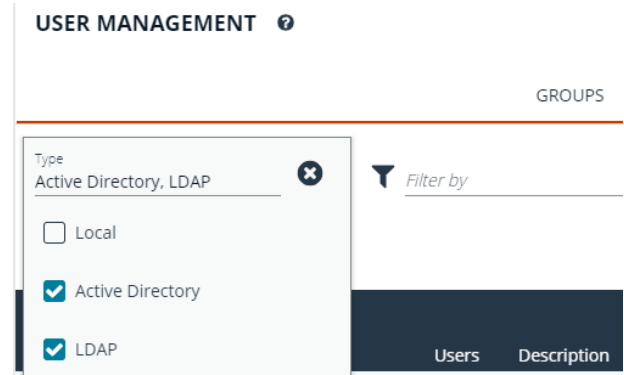 USER MANAGEMENT
GROUPS
Type
Active Directory, LDAP
Filter by
Local
Active Directory
LDAP
Users Description